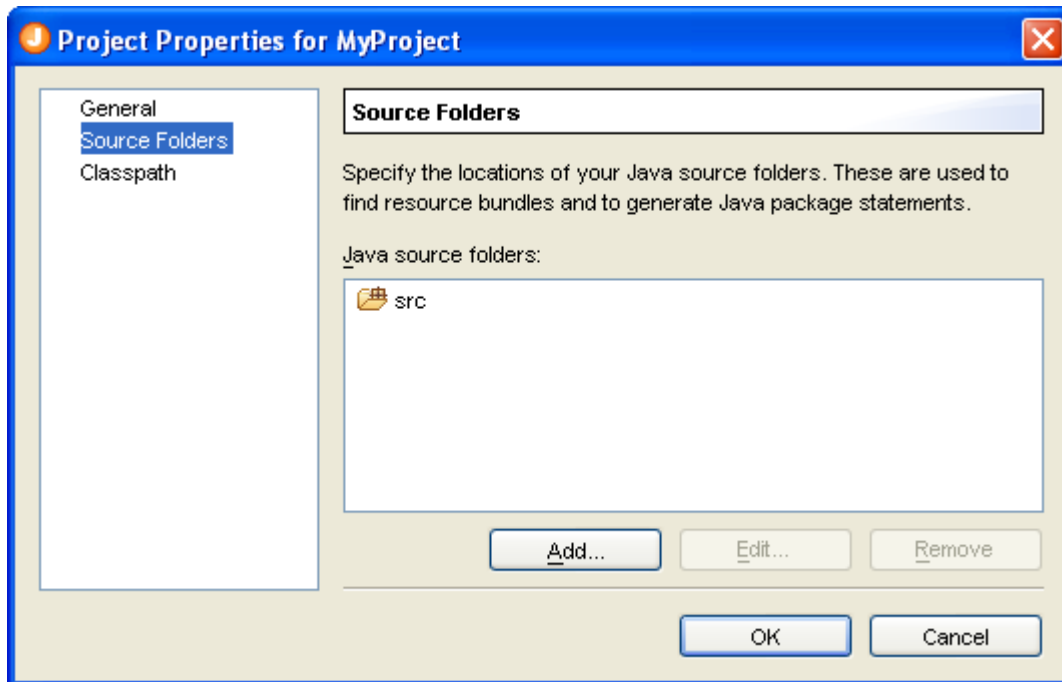 Project Properties for MyProject
General
Source Folders
Classpath
Source Folders
Specify the locations of your Java source folders. These are used to
find resource bundles and to generate Java package statements.
Java source folders:
src
Add...
Edit...
Remove
OK
Cancel